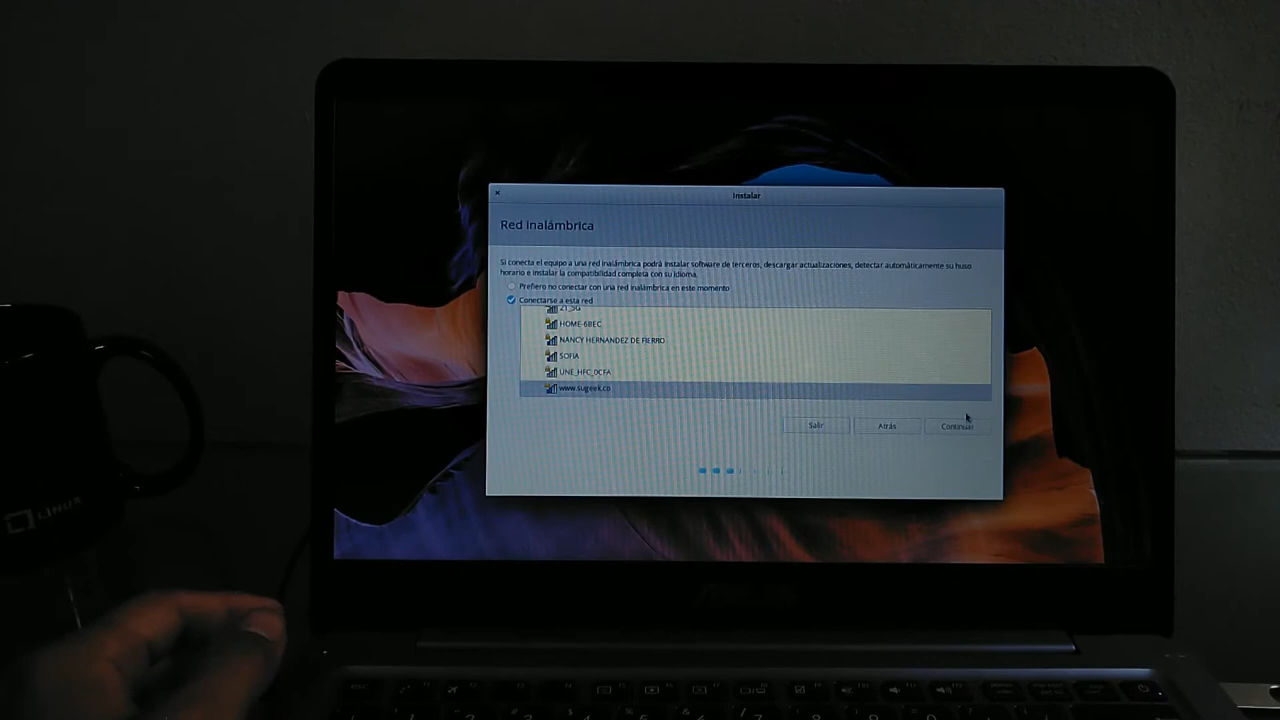 Instalar
Red inalámbrica
Si conecta el equipo a una red inalámbrica podrá instalar software de terceros, descargar actualizaciones, detectar automáticamente su huso
horario e instalar la compatibilidad completa con su idioma.
Prefiero no conectar con una red inalámbrica en este momento
Conectarse a esta red
HOME-6BEC
NANCY HERNANDEZ DE FIERRO
SOFIA
UNE_HFC_0CFA
www.sugeek.co
Salir
Atrás
Continuar
LINUX